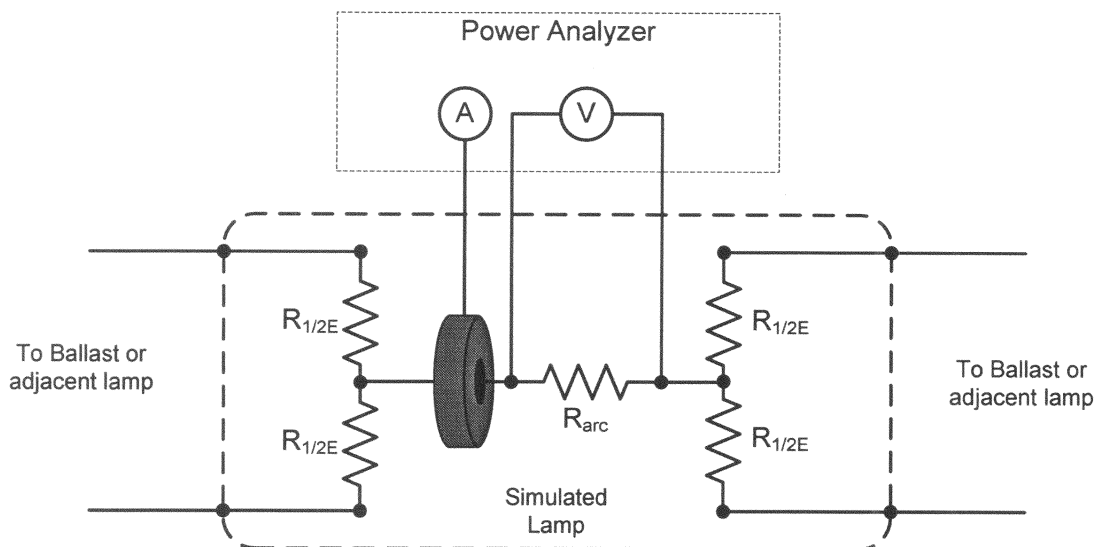 Power Analyzer
A
V
R1/2E
R1/2E
To Ballast or
adjacent lamp
To Ballast or
adjacent lamp
Rarc
R1/2E
R1/2E
Simulated
Lamp